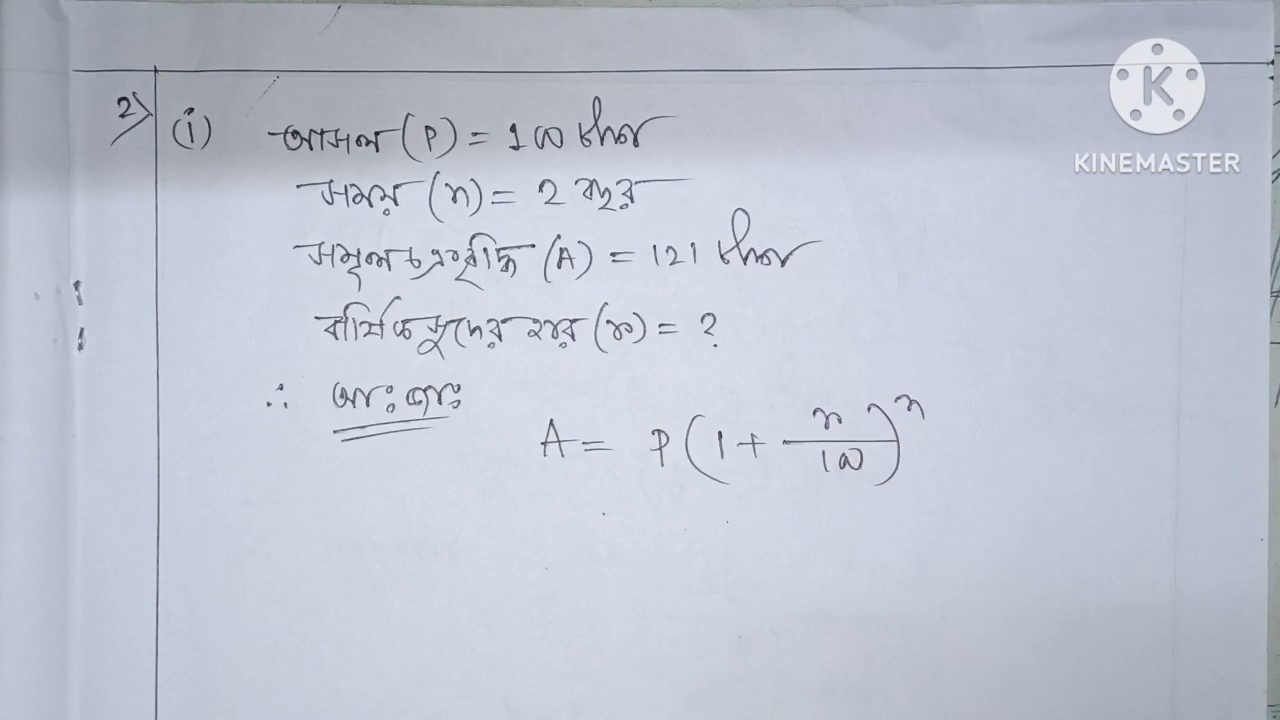 2) (i) আসল (P) = 100 টাকা
সময় (n) = 2 বছর
সমূল চক্রবৃদ্ধি (A) = 121 টাকা
বার্ষিক সুদের হার (r) = ?
∴ আঃ প্রঃ
A = P(1 + r/100)^n
KINEMASTER